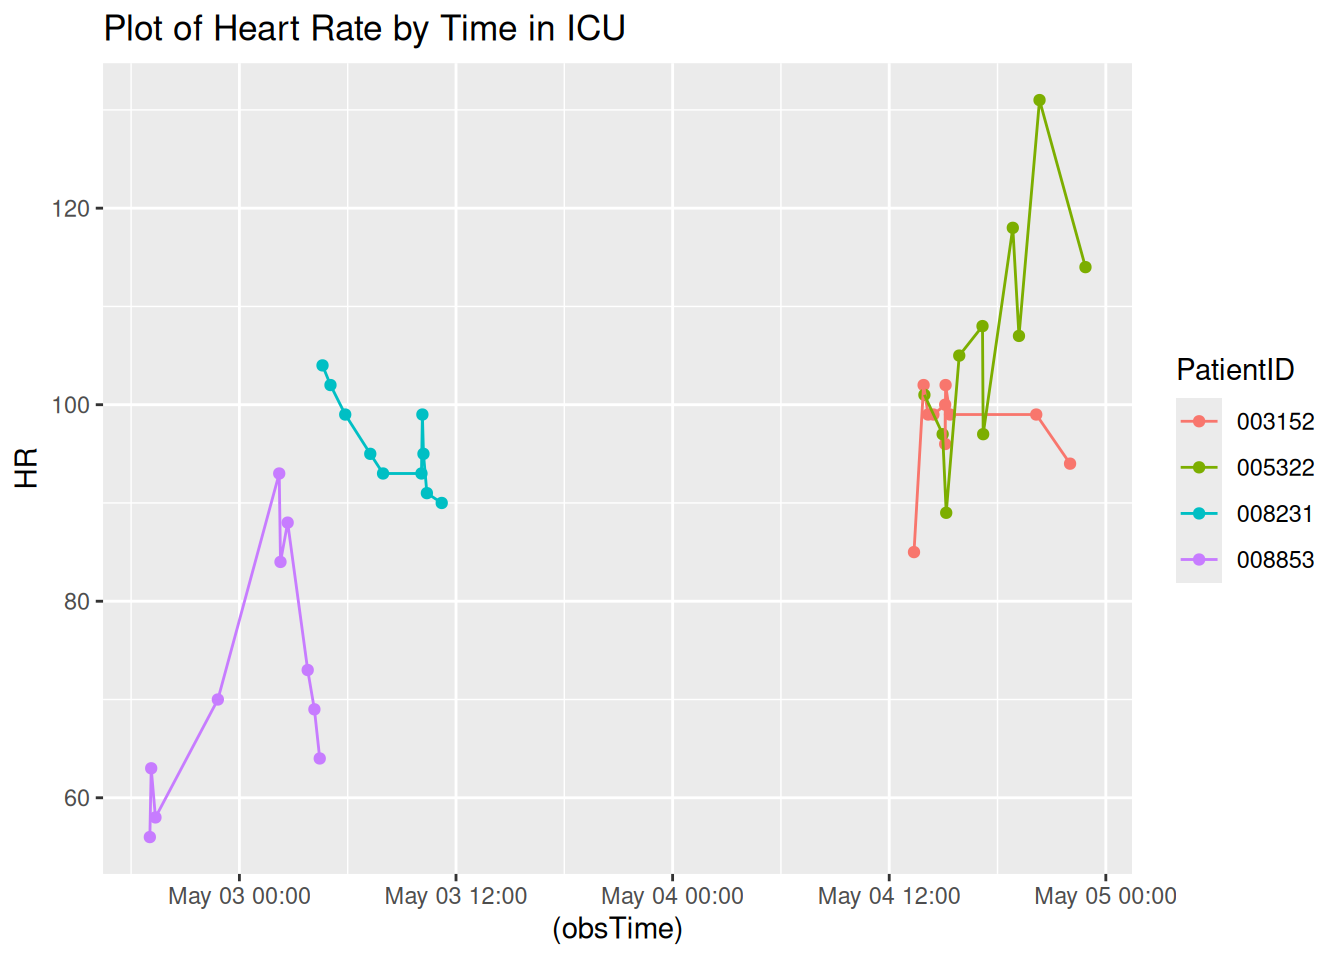 Plot of Heart Rate by Time in ICU
HR
120
100
80
60
May 03 00:00 May 03 12:00 May 04 00:00 May 04 12:00 May 05 00:00
(obsTime)
PatientID
003152
005322
008231
008853